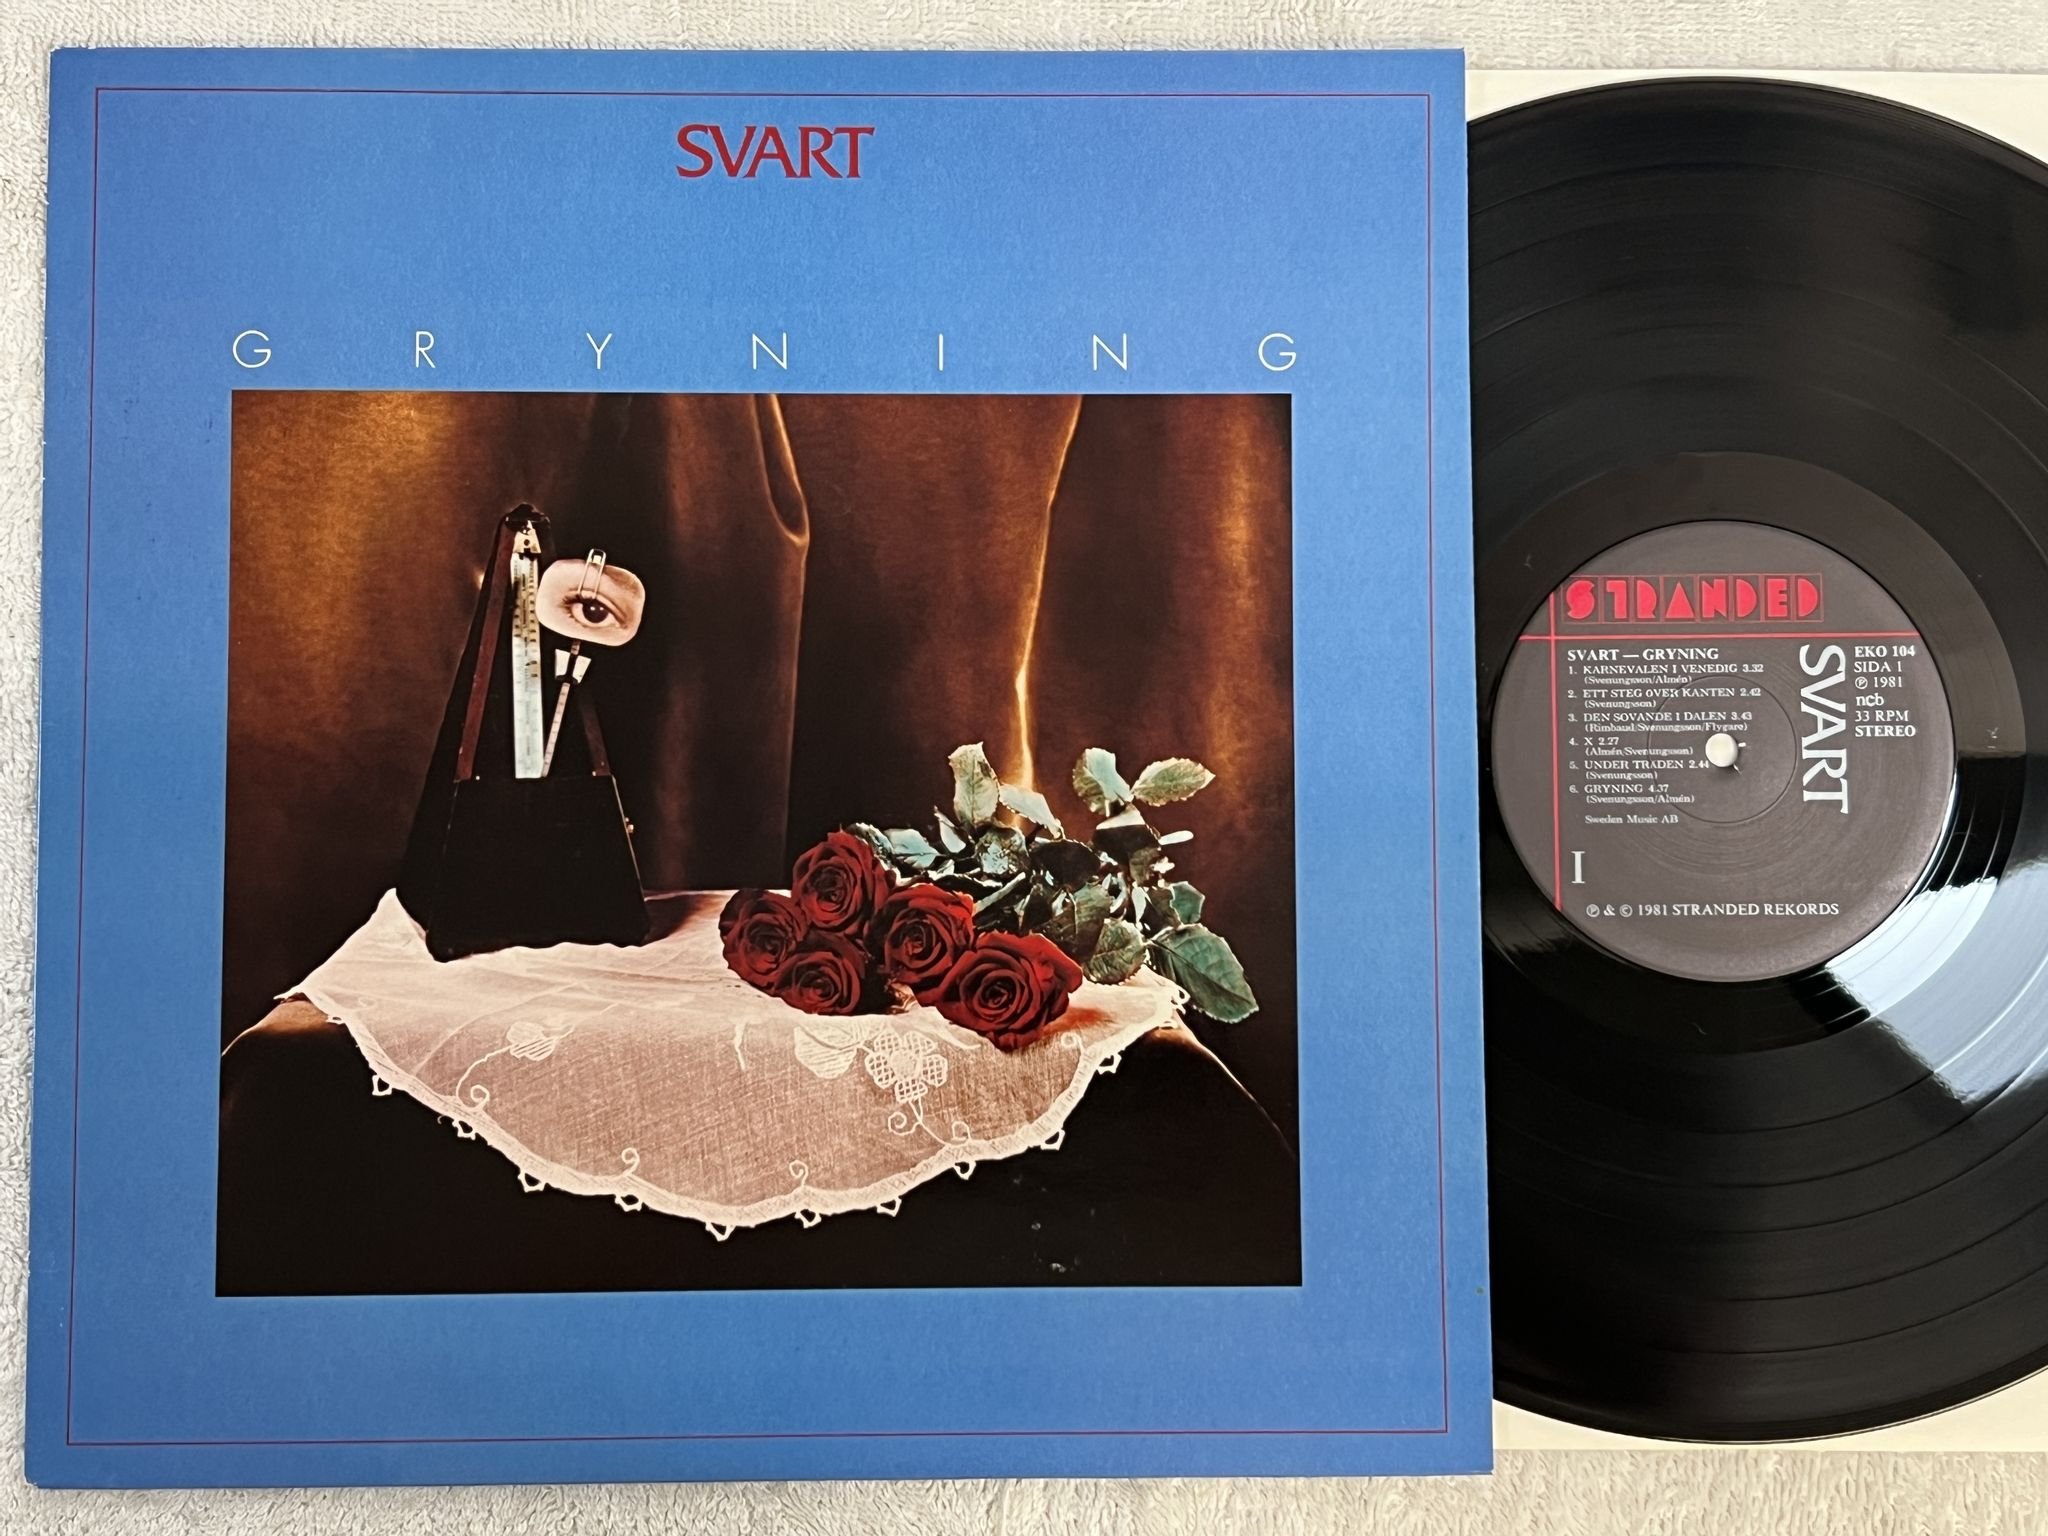 SVART
GRYNING
STRANDED
SVART — GRYNING
1. KARNEVALEN I VENEDIG 3.32
(Svenungsson/Almén)
2. ETT STEG ÖVER KANTEN 2.42
(Svenungsson)
3. DEN SOVANDE I DALEN 3.43
(Rimbaud/Svenungsson/Flygare)
4. X 2.27
(Almén/Svenungsson)
5. UNDER TRÄDEN 2.44
(Svenungsson)
6. GRYNING 4.37
(Svenungsson/Almén)
Sweden Music AB
SVART
EKO 104
SIDA 1
℗ 1981
ncb
33 RPM
STEREO
I
℗ & © 1981 STRANDED REKORDS